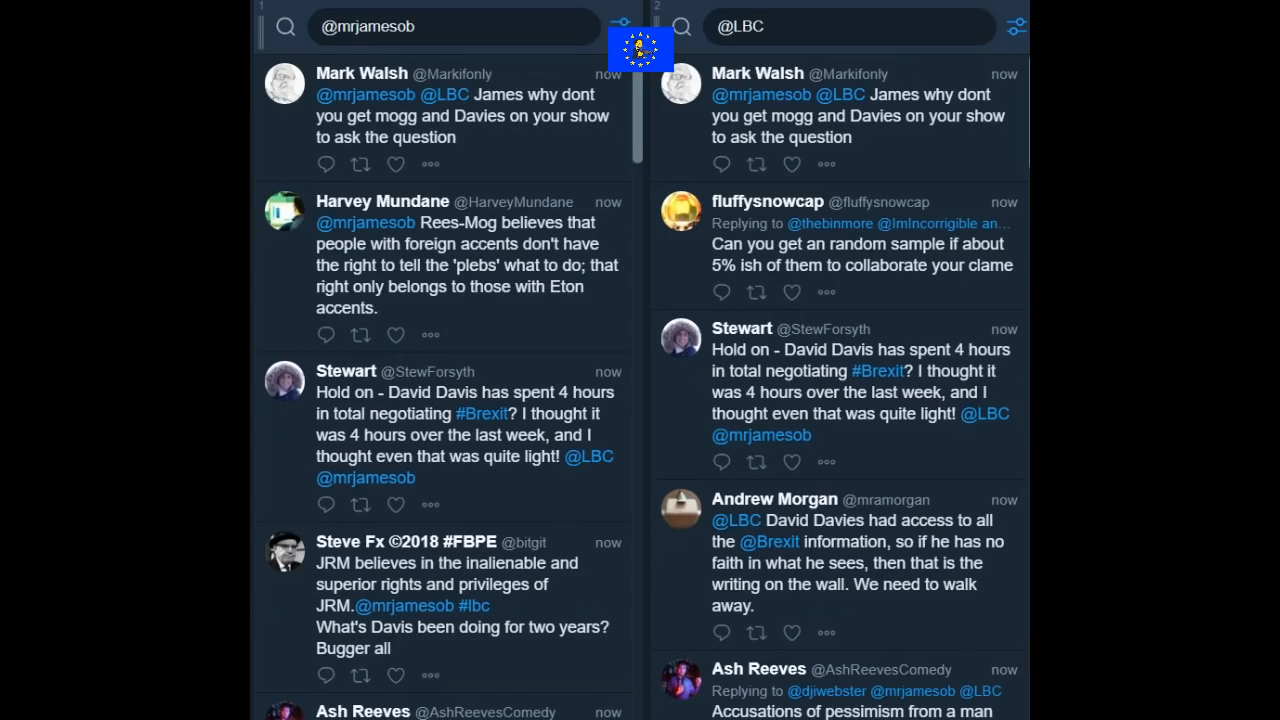 1
@mrjamesob
Mark Walsh @Markifonly now
@mrjamesob @LBC James why dont
you get mogg and Davies on your show
to ask the question
Harvey Mundane @HarveyMundane now
@mrjamesob Rees-Mog believes that
people with foreign accents don't have
the right to tell the 'plebs' what to do; that
right only belongs to those with Eton
accents.
Stewart @StewForsyth now
Hold on - David Davis has spent 4 hours
in total negotiating #Brexit? I thought it
was 4 hours over the last week, and I
thought even that was quite light! @LBC
@mrjamesob
Steve Fx ©2018 #FBPE @bitgit now
JRM believes in the inalienable and
superior rights and privileges of
JRM.@mrjamesob #lbc
What's Davis been doing for two years?
Bugger all
Ash Reeves @AshReevesComedy now
2
@LBC
Mark Walsh @Markifonly now
@mrjamesob @LBC James why dont
you get mogg and Davies on your show
to ask the question
fluffysnowcap @fluffysnowcap now
Replying to @thebinmore @ImIncorrigible an...
Can you get an random sample if about
5% ish of them to collaborate your clame
Stewart @StewForsyth now
Hold on - David Davis has spent 4 hours
in total negotiating #Brexit? I thought it
was 4 hours over the last week, and I
thought even that was quite light! @LBC
@mrjamesob
Andrew Morgan @mramorgan now
@LBC David Davies had access to all
the @Brexit information, so if he has no
faith in what he sees, then that is the
writing on the wall. We need to walk
away.
Ash Reeves @AshReevesComedy now
Replying to @djiwebster @mrjamesob @LBC
Accusations of pessimism from a man